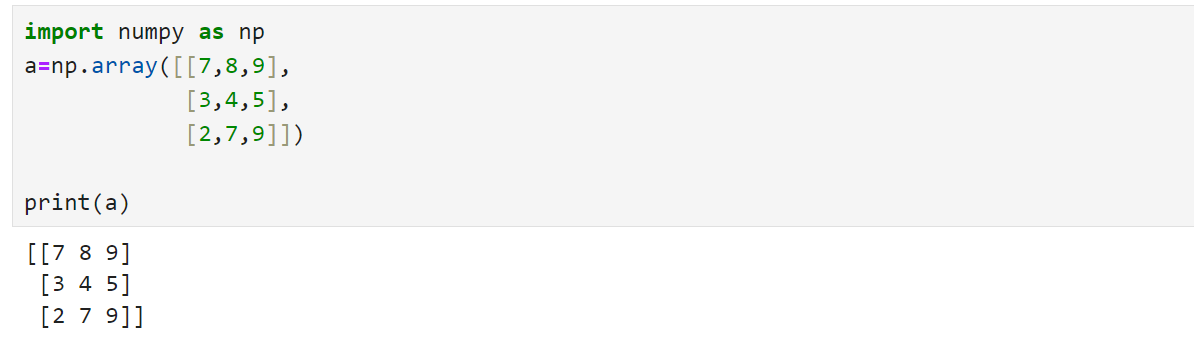 import numpy as np
a=np.array([[7,8,9],
            [3,4,5],
            [2,7,9]])
print(a)
[[7 8 9]
 [3 4 5]
 [2 7 9]]